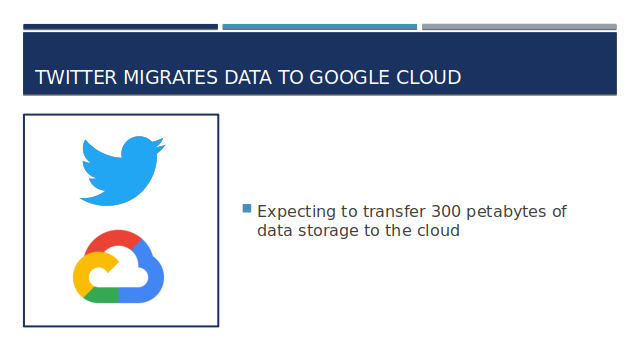 TWITTER MIGRATES DATA TO GOOGLE CLOUD
Expecting to transfer 300 petabytes of
data storage to the cloud